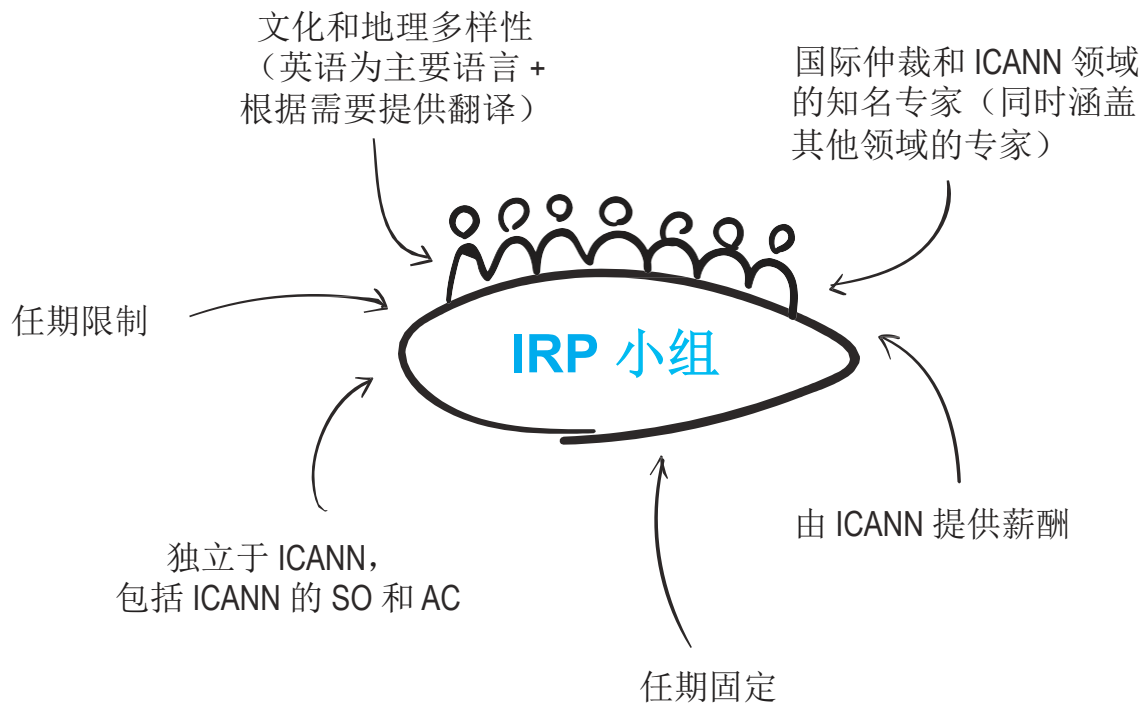 文化和地理多样性
（英语为主要语言 +
根据需要提供翻译）
国际仲裁和 ICANN 领域
的知名专家（同时涵盖
其他领域的专家）
任期限制
IRP 小组
由 ICANN 提供薪酬
独立于 ICANN，
包括 ICANN 的 SO 和 AC
任期固定